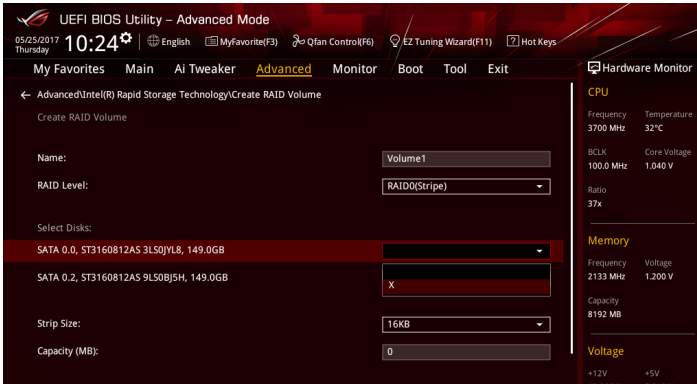 UEFI BIOS Utility – Advanced Mode
05/25/2017
Thursday
10:24
English
MyFavorite(F3)
Qfan Control(F6)
EZ Tuning Wizard(F11)
? Hot Keys
My Favorites Main Ai Tweaker Advanced Monitor Boot Tool Exit
← Advanced\Intel(R) Rapid Storage Technology\Create RAID Volume
Create RAID Volume
Name: Volume1
RAID Level: RAID0(Stripe)
Select Disks:
SATA 0.0, ST3160812AS 3LS0JYL8, 149.0GB
X
SATA 0.2, ST3160812AS 9LS0BJ5H, 149.0GB
Strip Size: 16KB
Capacity (MB): 0
Hardware Monitor
CPU
Frequency Temperature
3700 MHz 32°C
BCLK Core Voltage
100.0 MHz 1.040 V
Ratio
37x
Memory
Frequency Voltage
2133 MHz 1.200 V
Capacity
8192 MB
Voltage
+12V +5V